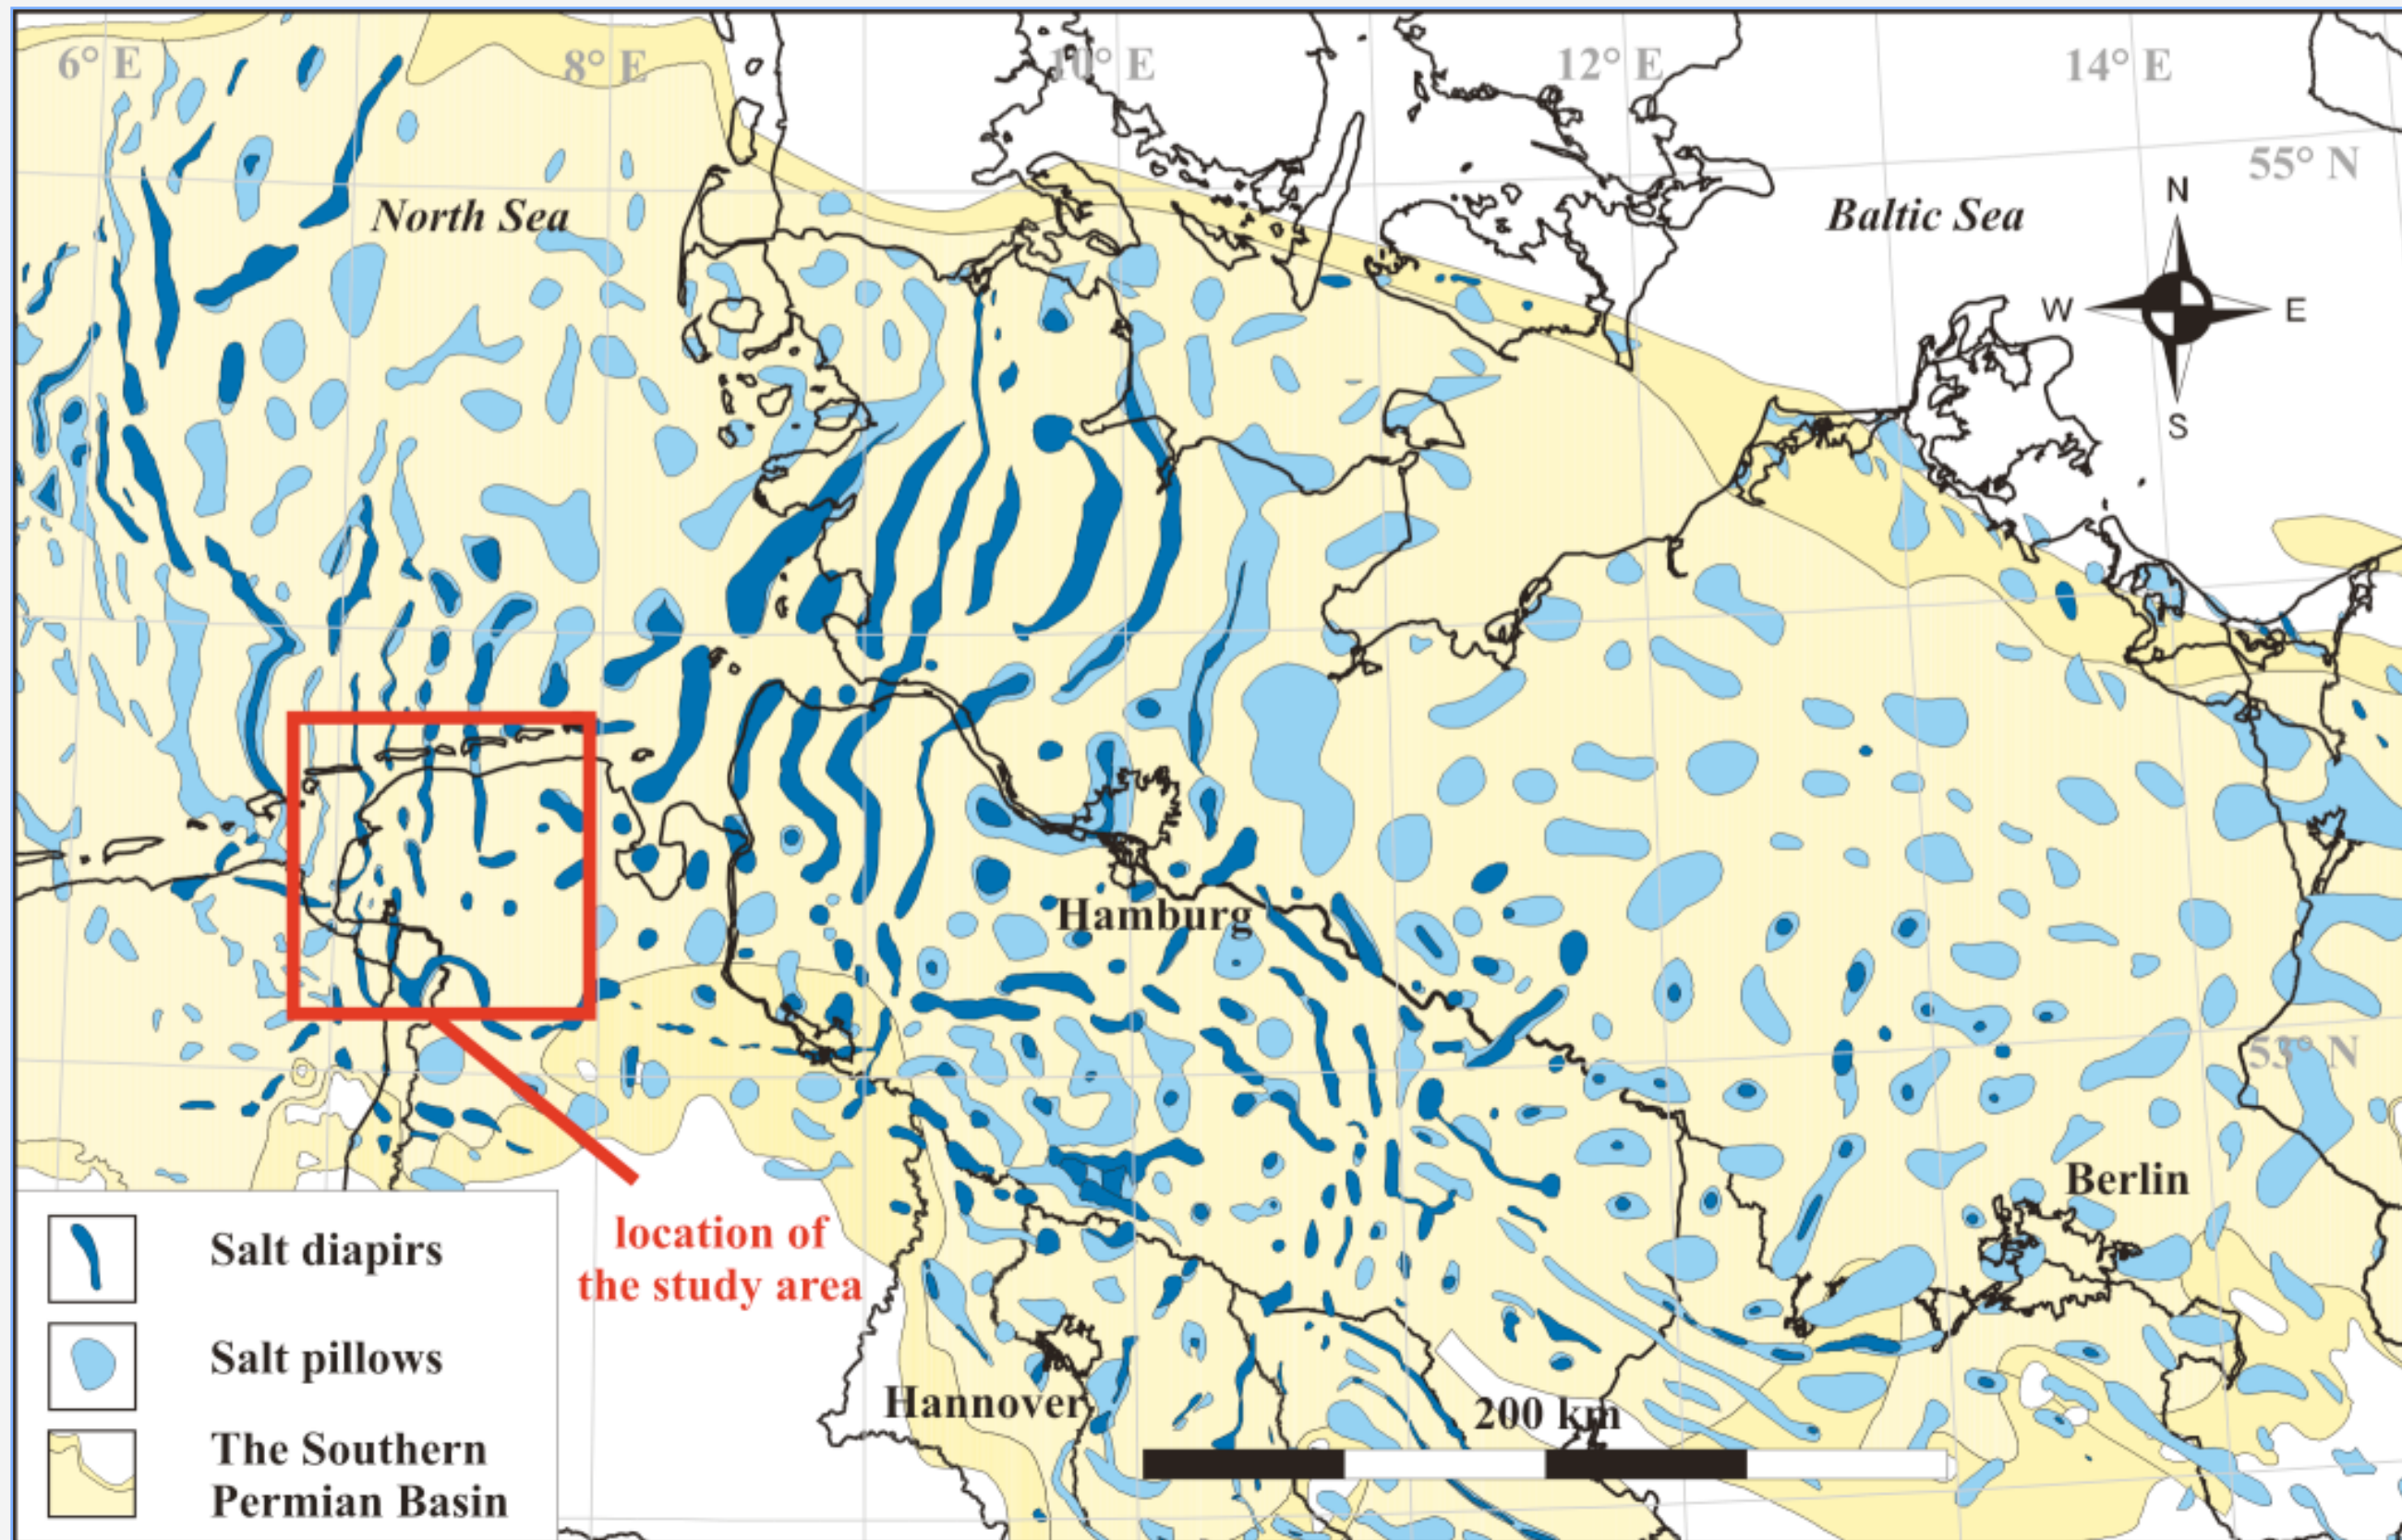 6° E
8° E
10° E
12° E
14° E
55° N
North Sea
Baltic Sea
N
W
E
S
Hamburg
53° N
Berlin
location of
the study area
Hannover
200 km
Salt diapirs
Salt pillows
The Southern
Permian Basin